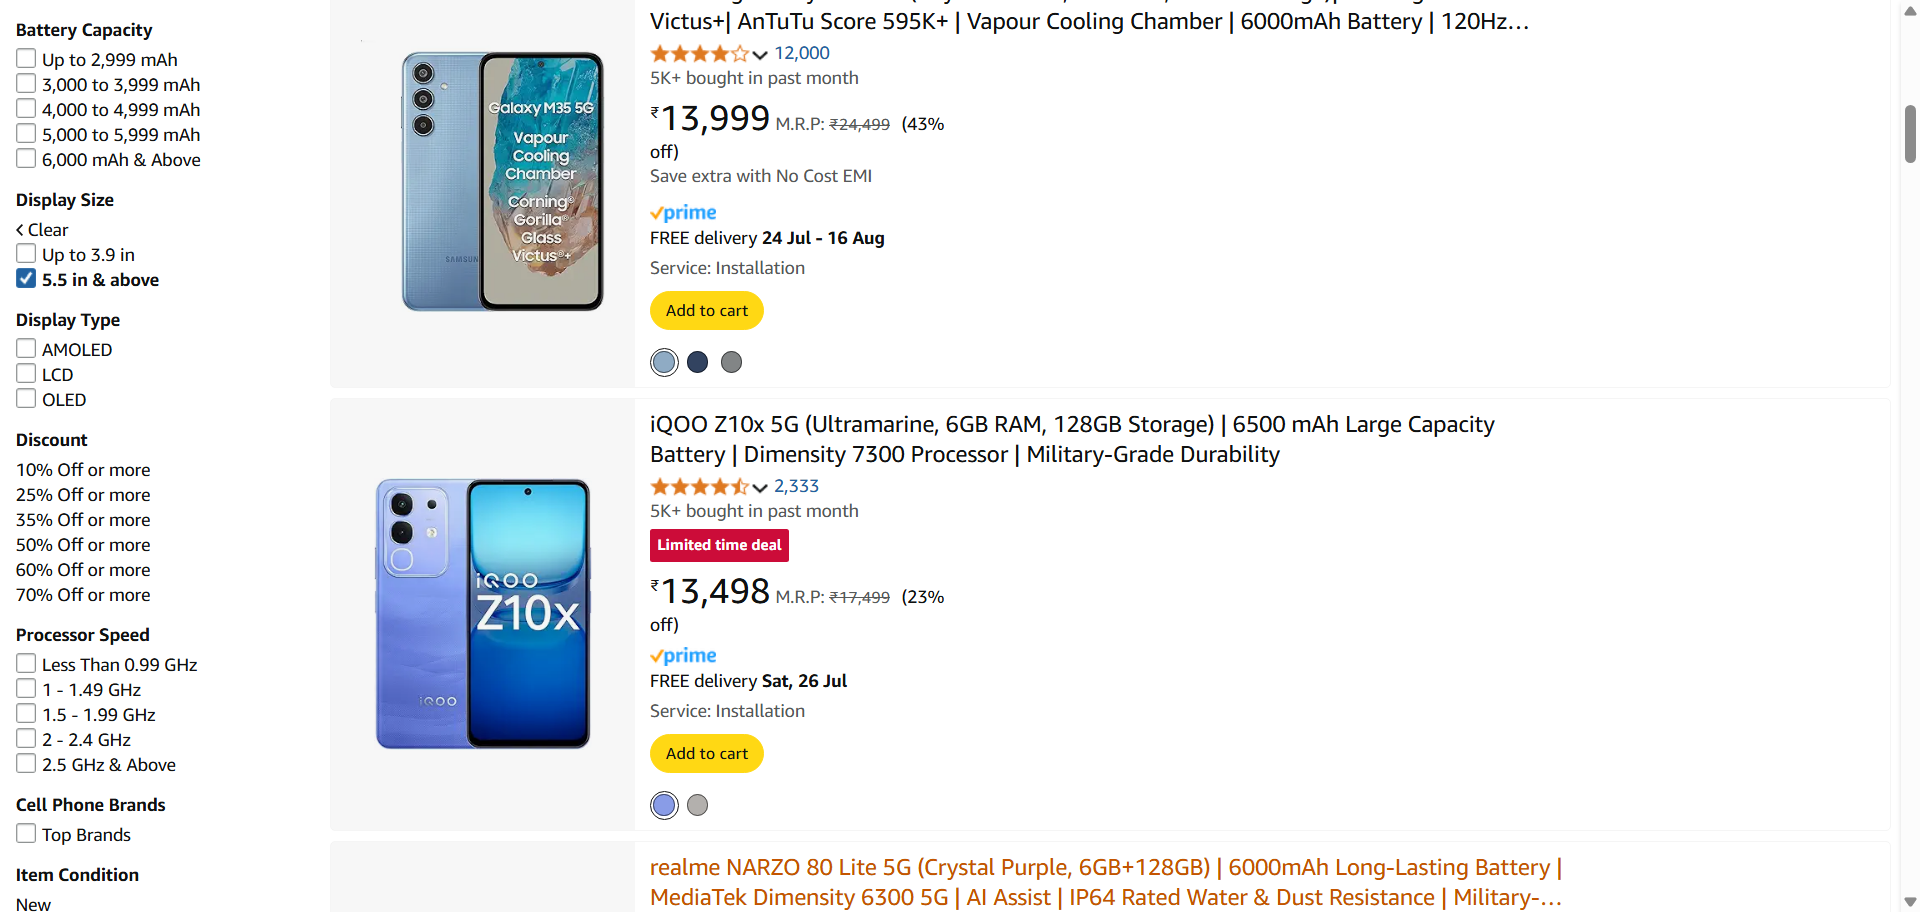 Battery Capacity
Up to 2,999 mAh
3,000 to 3,999 mAh
4,000 to 4,999 mAh
5,000 to 5,999 mAh
6,000 mAh & Above
Display Size
Clear
Up to 3.9 in
5.5 in & above
Display Type
AMOLED
LCD
OLED
Discount
10% Off or more
25% Off or more
35% Off or more
50% Off or more
60% Off or more
70% Off or more
Processor Speed
Less Than 0.99 GHz
1 - 1.49 GHz
1.5 - 1.99 GHz
2 - 2.4 GHz
2.5 GHz & Above
Cell Phone Brands
Top Brands
Item Condition
New
Galaxy M35 5G
Vapour
Cooling
Chamber
Corning®
Gorilla®
Glass
Victus®+
SAMSUNG
Victus+| AnTuTu Score 595K+ | Vapour Cooling Chamber | 6000mAh Battery | 120Hz…
12,000
5K+ bought in past month
₹13,999 M.R.P: ₹24,499 (43%
off)
Save extra with No Cost EMI
prime
FREE delivery 24 Jul - 16 Aug
Service: Installation
Add to cart
iQOO
Z10x
iQOO
iQOO Z10x 5G (Ultramarine, 6GB RAM, 128GB Storage) | 6500 mAh Large Capacity
Battery | Dimensity 7300 Processor | Military-Grade Durability
2,333
5K+ bought in past month
Limited time deal
₹13,498 M.R.P: ₹17,499 (23%
off)
prime
FREE delivery Sat, 26 Jul
Service: Installation
Add to cart
realme NARZO 80 Lite 5G (Crystal Purple, 6GB+128GB) | 6000mAh Long-Lasting Battery |
MediaTek Dimensity 6300 5G | AI Assist | IP64 Rated Water & Dust Resistance | Military-…